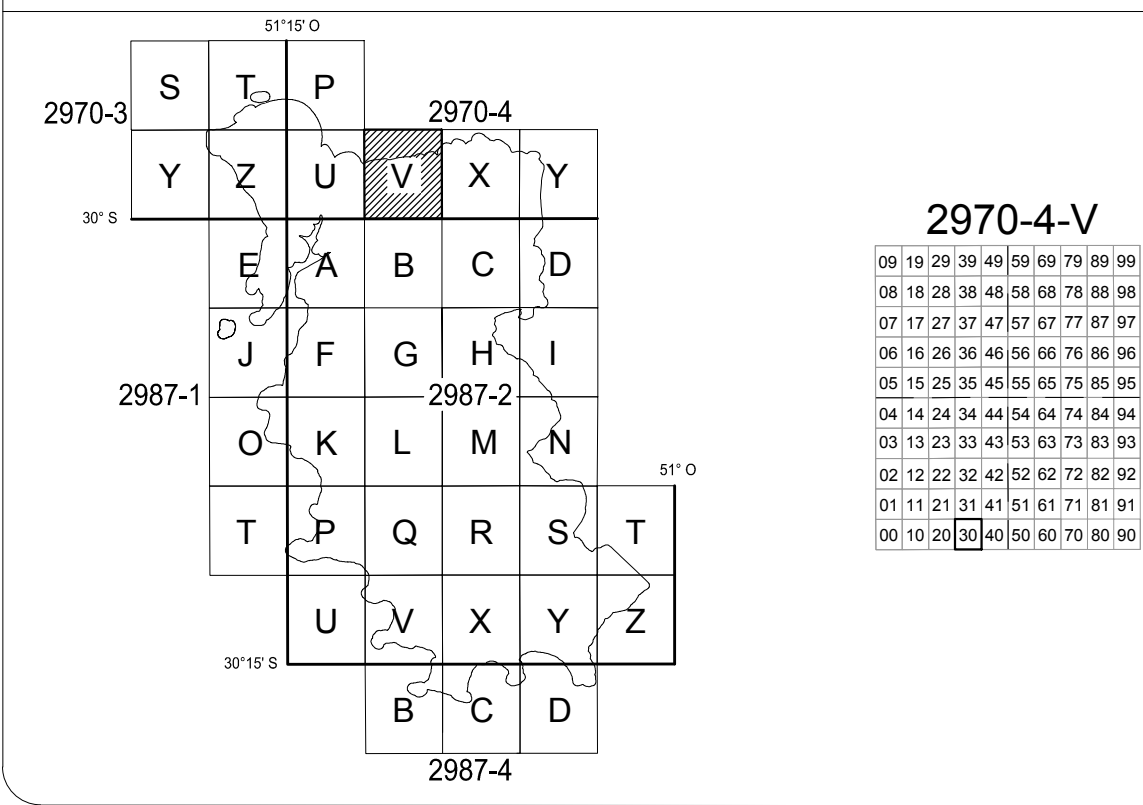 51°15' O
S T P
2970-3
2970-4
Y Z U V X Y
30° S
E A B C D
J F G H I
2987-1
2987-2
O K L M N
51° O
T P Q R S T
U V X Y Z
30°15' S
B C D
2987-4
2970-4-V
09 19 29 39 49 59 69 79 89 99
08 18 28 38 48 58 68 78 88 98
07 17 27 37 47 57 67 77 87 97
06 16 26 36 46 56 66 76 86 96
05 15 25 35 45 55 65 75 85 95
04 14 24 34 44 54 64 74 84 94
03 13 23 33 43 53 63 73 83 93
02 12 22 32 42 52 62 72 82 92
01 11 21 31 41 51 61 71 81 91
00 10 20 30 40 50 60 70 80 90